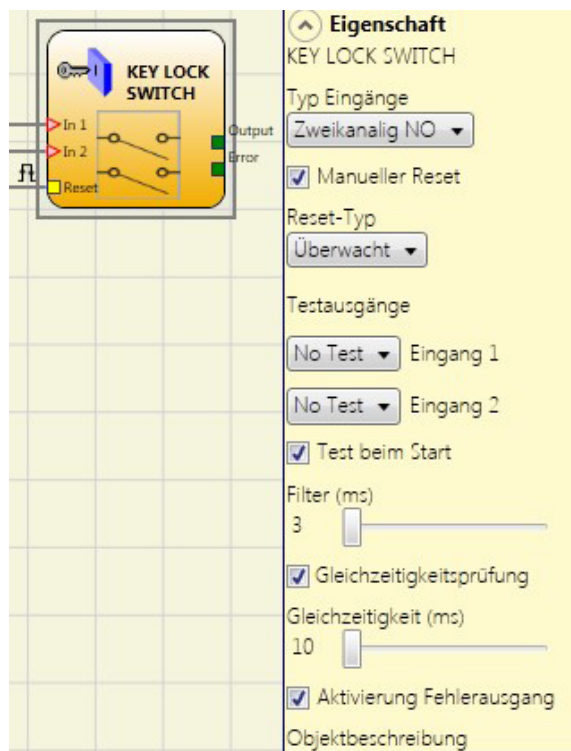 KEY LOCK
SWITCH
In 1
In 2
Reset
Output
Error
Eigenschaft
KEY LOCK SWITCH
Typ Eingänge
Zweikanalig NO
Manueller Reset
Reset-Typ
Überwacht
Testausgänge
No Test Eingang 1
No Test Eingang 2
Test beim Start
Filter (ms)
3
Gleichzeitigkeitsprüfung
Gleichzeitigkeit (ms)
10
Aktivierung Fehlerausgang
Objektbeschreibung